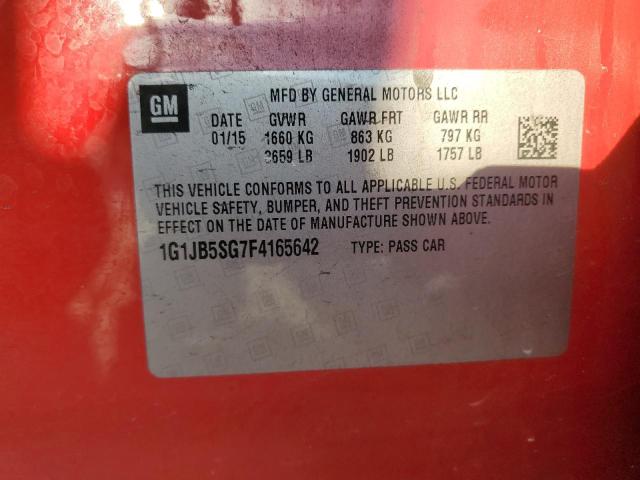 GM
MFD BY GENERAL MOTORS LLC
DATE GVWR GAWR FRT GAWR RR
01/15 1660 KG 863 KG 797 KG
3659 LB 1902 LB 1757 LB
THIS VEHICLE CONFORMS TO ALL APPLICABLE U.S. FEDERAL MOTOR
VEHICLE SAFETY, BUMPER, AND THEFT PREVENTION STANDARDS IN
EFFECT ON THE DATE OF MANUFACTURE SHOWN ABOVE.
1G1JB5SG7F4165642 TYPE: PASS CAR